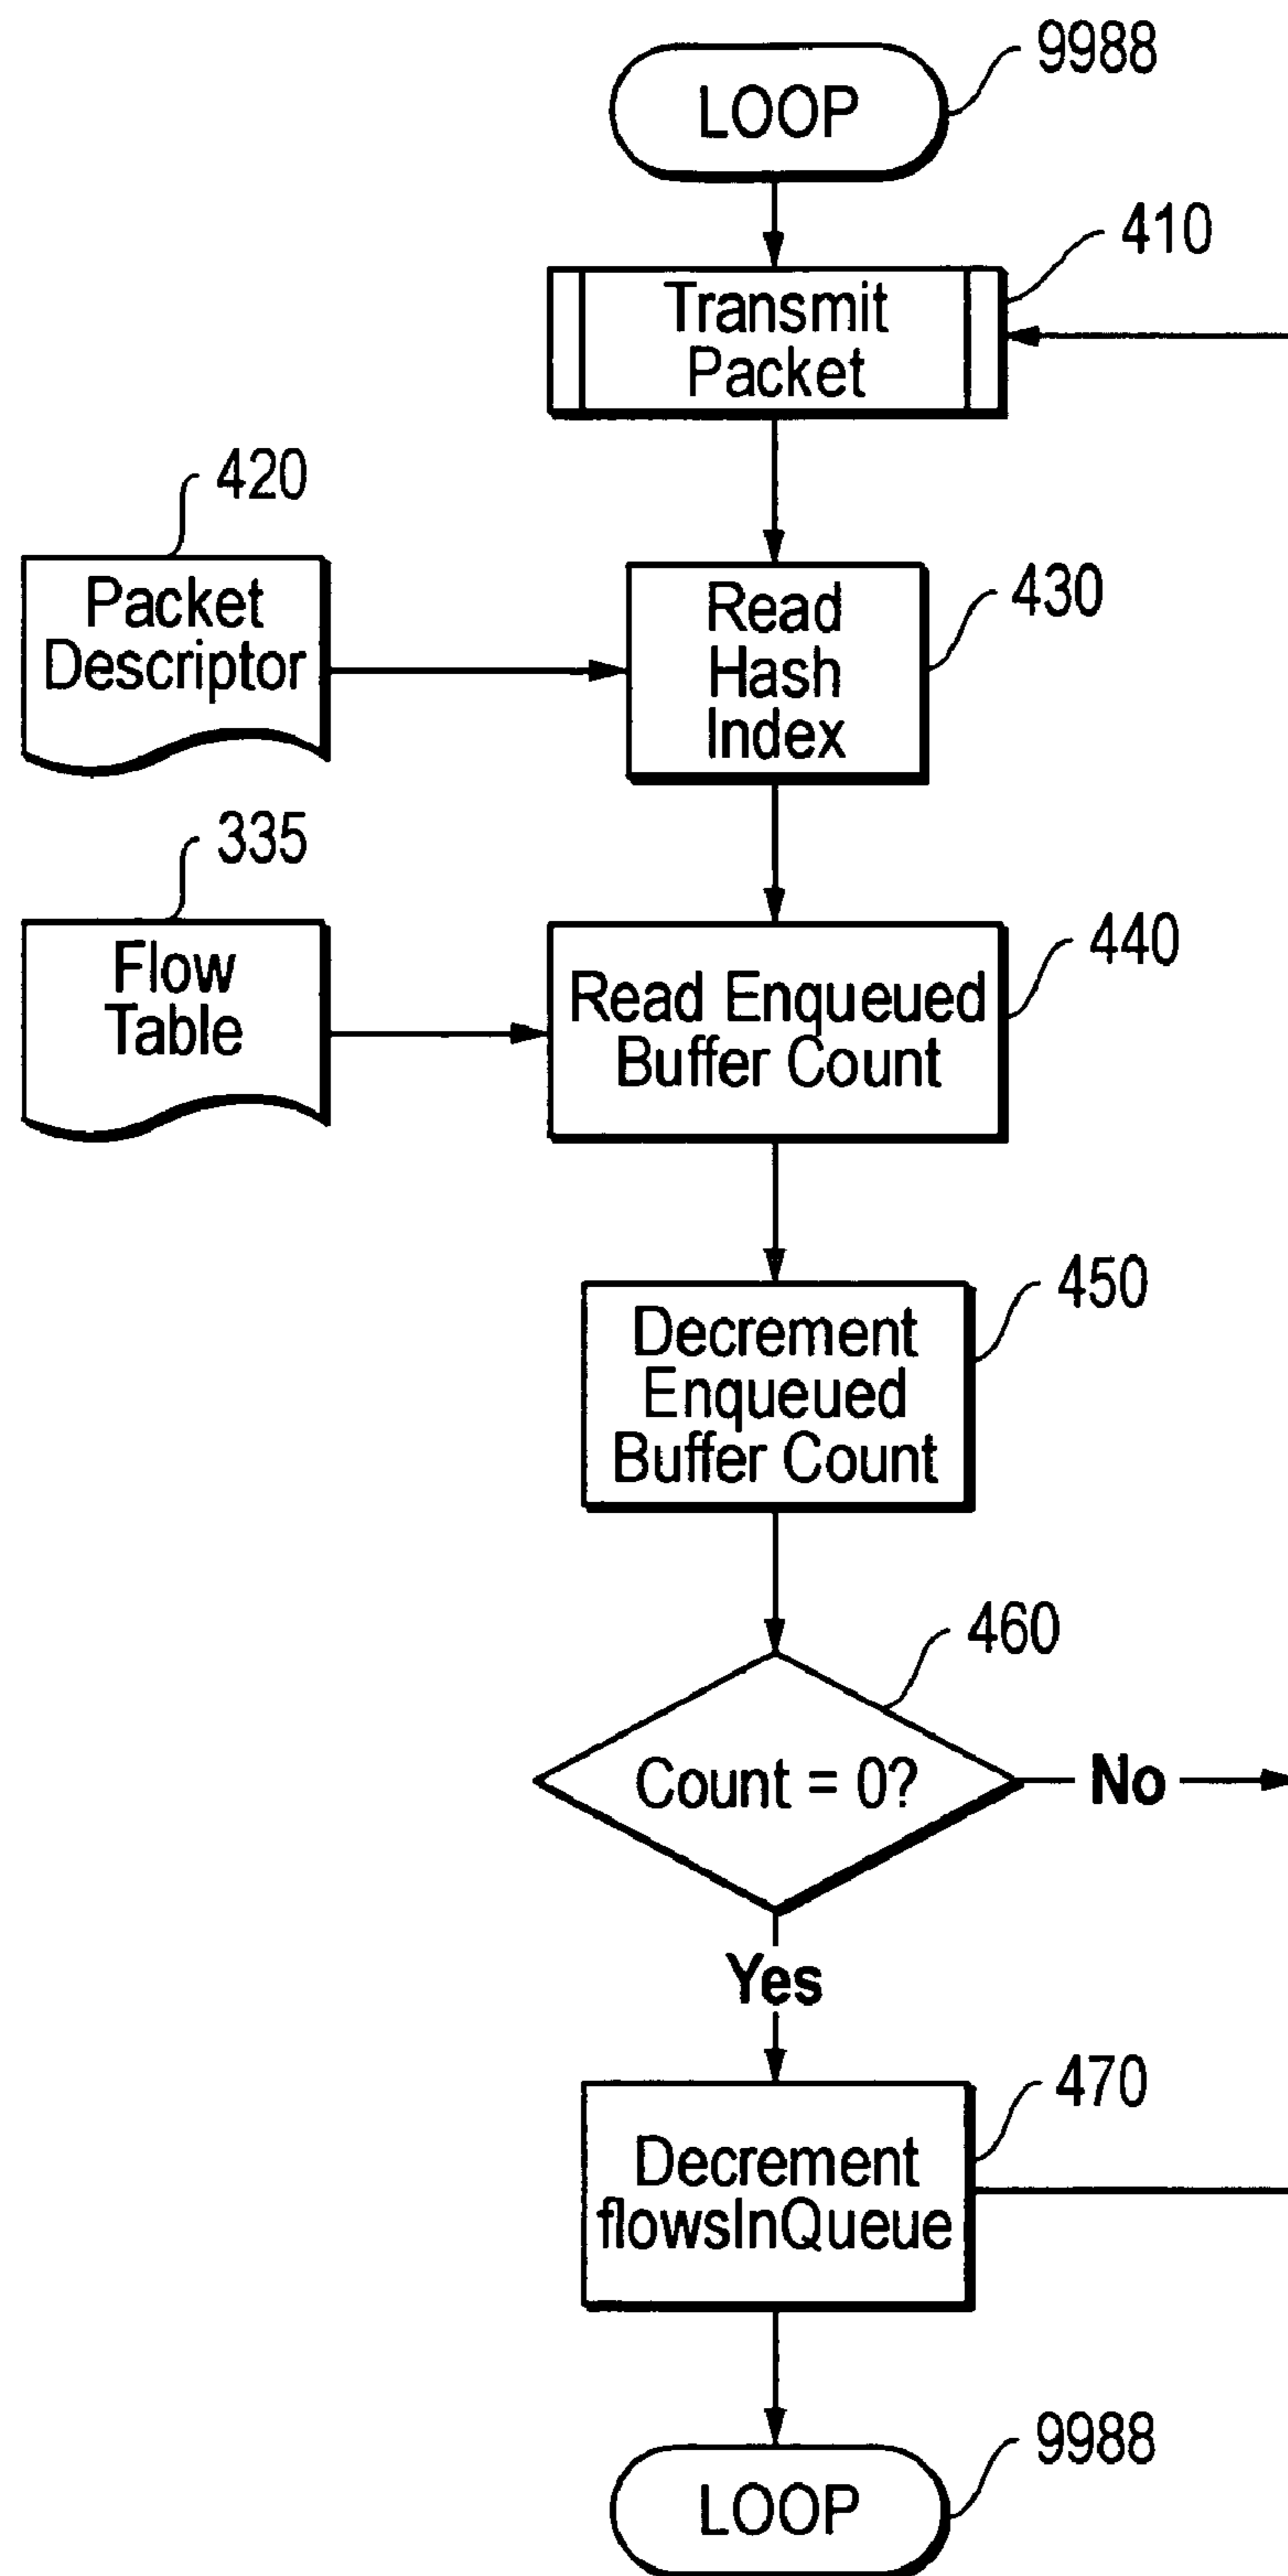 9988
LOOP
410
Transmit
Packet
420
Packet
Descriptor
430
Read
Hash
Index
335
Flow
Table
440
Read Enqueued
Buffer Count
450
Decrement
Enqueued
Buffer Count
460
Count = 0?
No
Yes
470
Decrement
flowsInQueue
9988
LOOP